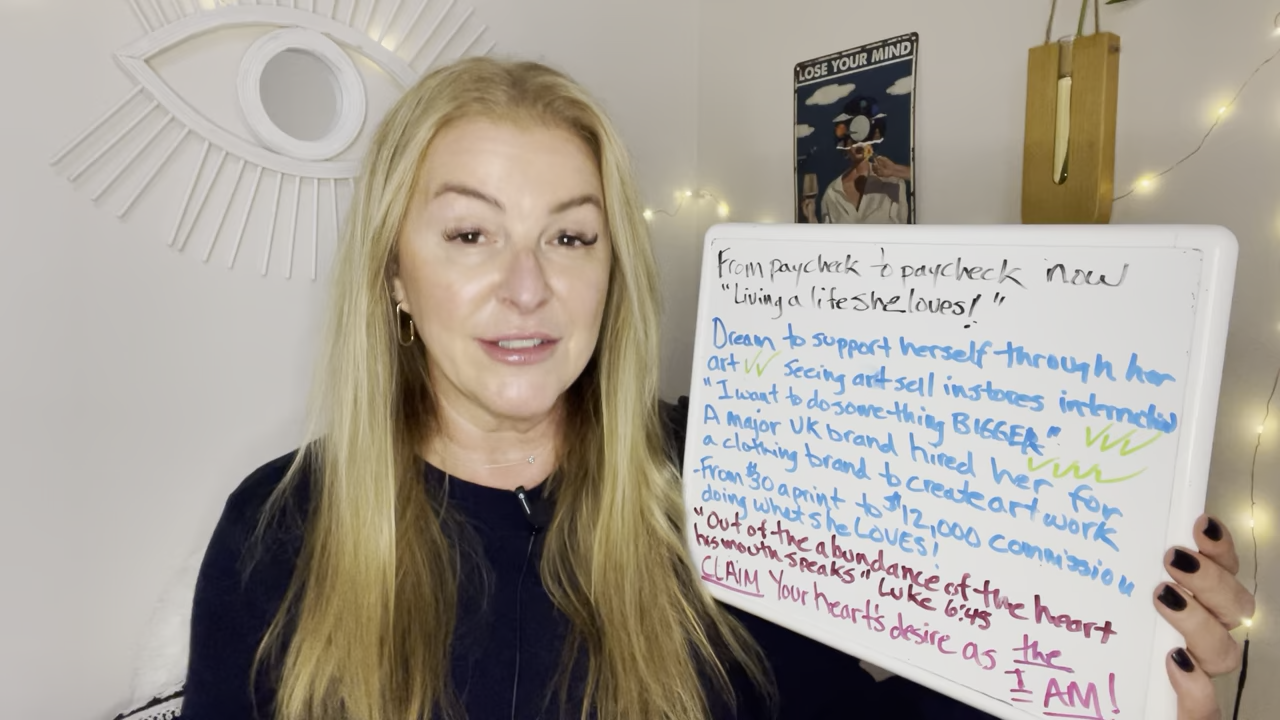 LOSE YOUR MIND
From paycheck to paycheck now
"Living a life she loves!"
Dream to support herself through her
art seeing art sell in stores
"I want to do something BIGGER"
A major UK brand hired her for
a clothing brand to create art work
-From $30 a print to $12,000 commission
doing what she LOVES!
"Out of the abundance of the heart
his mouth speaks" Luke 6:45
CLAIM Your heart's desire as the
I AM!